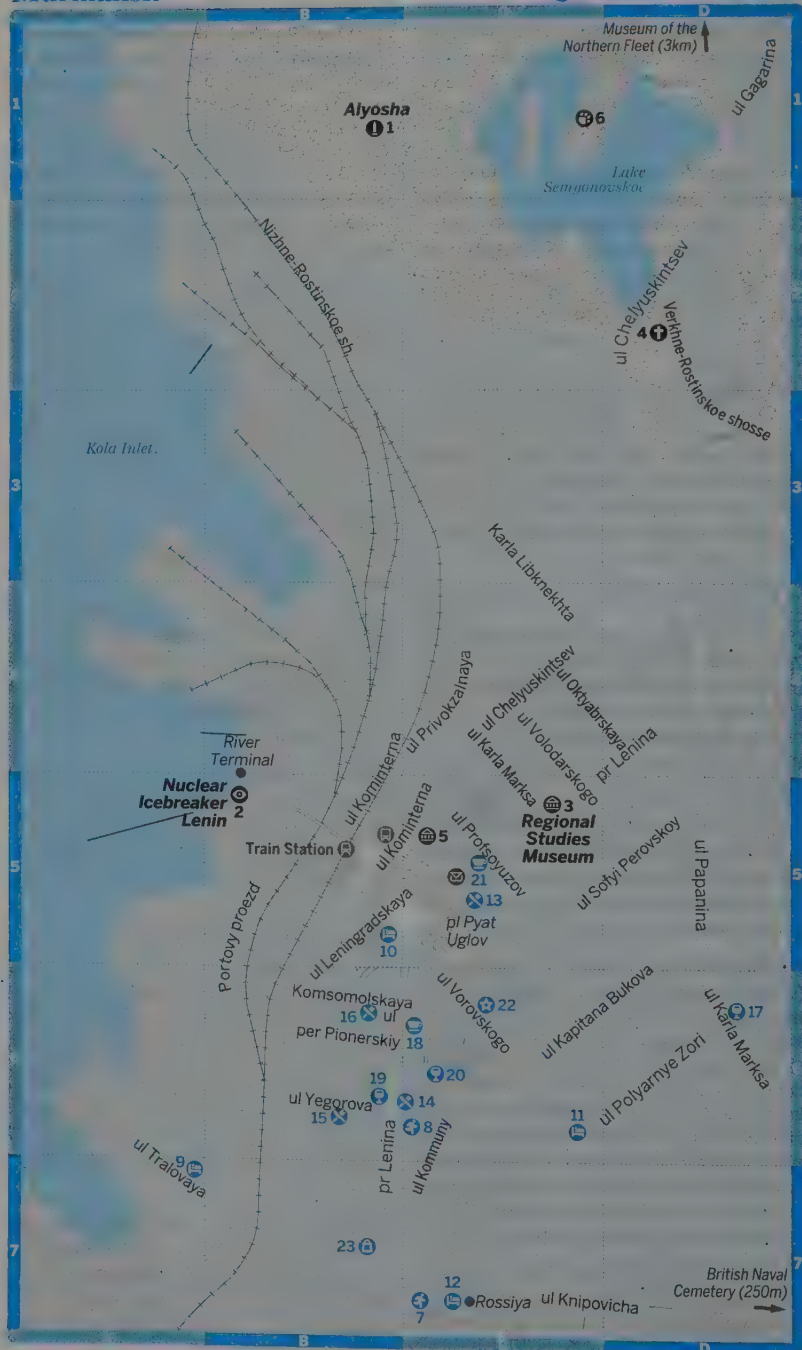 B
D
Museum of the
Northern Fleet (3km)
ul Gagarina
1
1
Alyosha
1
6
Lake
Semyonovskoe
Nizhne-Rostinskoe sh
ul Chelyuskintsev
4
Verkhne-Rostinskoe shosse
Kola Inlet
3
3
Karla Libknekhta
ul Privokzalnaya
ul Chelyuskintsev
ul Oktyabrskaya
ul Volodarskogo
pr Lenina
ul Karla Marksa
River
Terminal
Nuclear
Icebreaker
Lenin
2
ul Kominterna
ul Kominterna
3
Regional
Studies
Museum
Train Station
5
ul Profsoyuzov
ul Sofyi Perovskoy
ul Papanina
5
5
21
13
pl Pyat
Uglov
Portovy proezd
ul Leningradskaya
10
Komsomolskaya
ul
16
per Pionerskiy
18
ul Vorovskogo
22
ul Kapitana Bukova
ul Karla Marksa
17
20
19
ul Yegorova
14
15
8
pr Lenina
ul Kommuny
11
ul Polyarnye Zori
ul Tralovaya
9
7
7
23
12
Rossiya
ul Knipovicha
7
British Naval
Cemetery (250m)
B
D